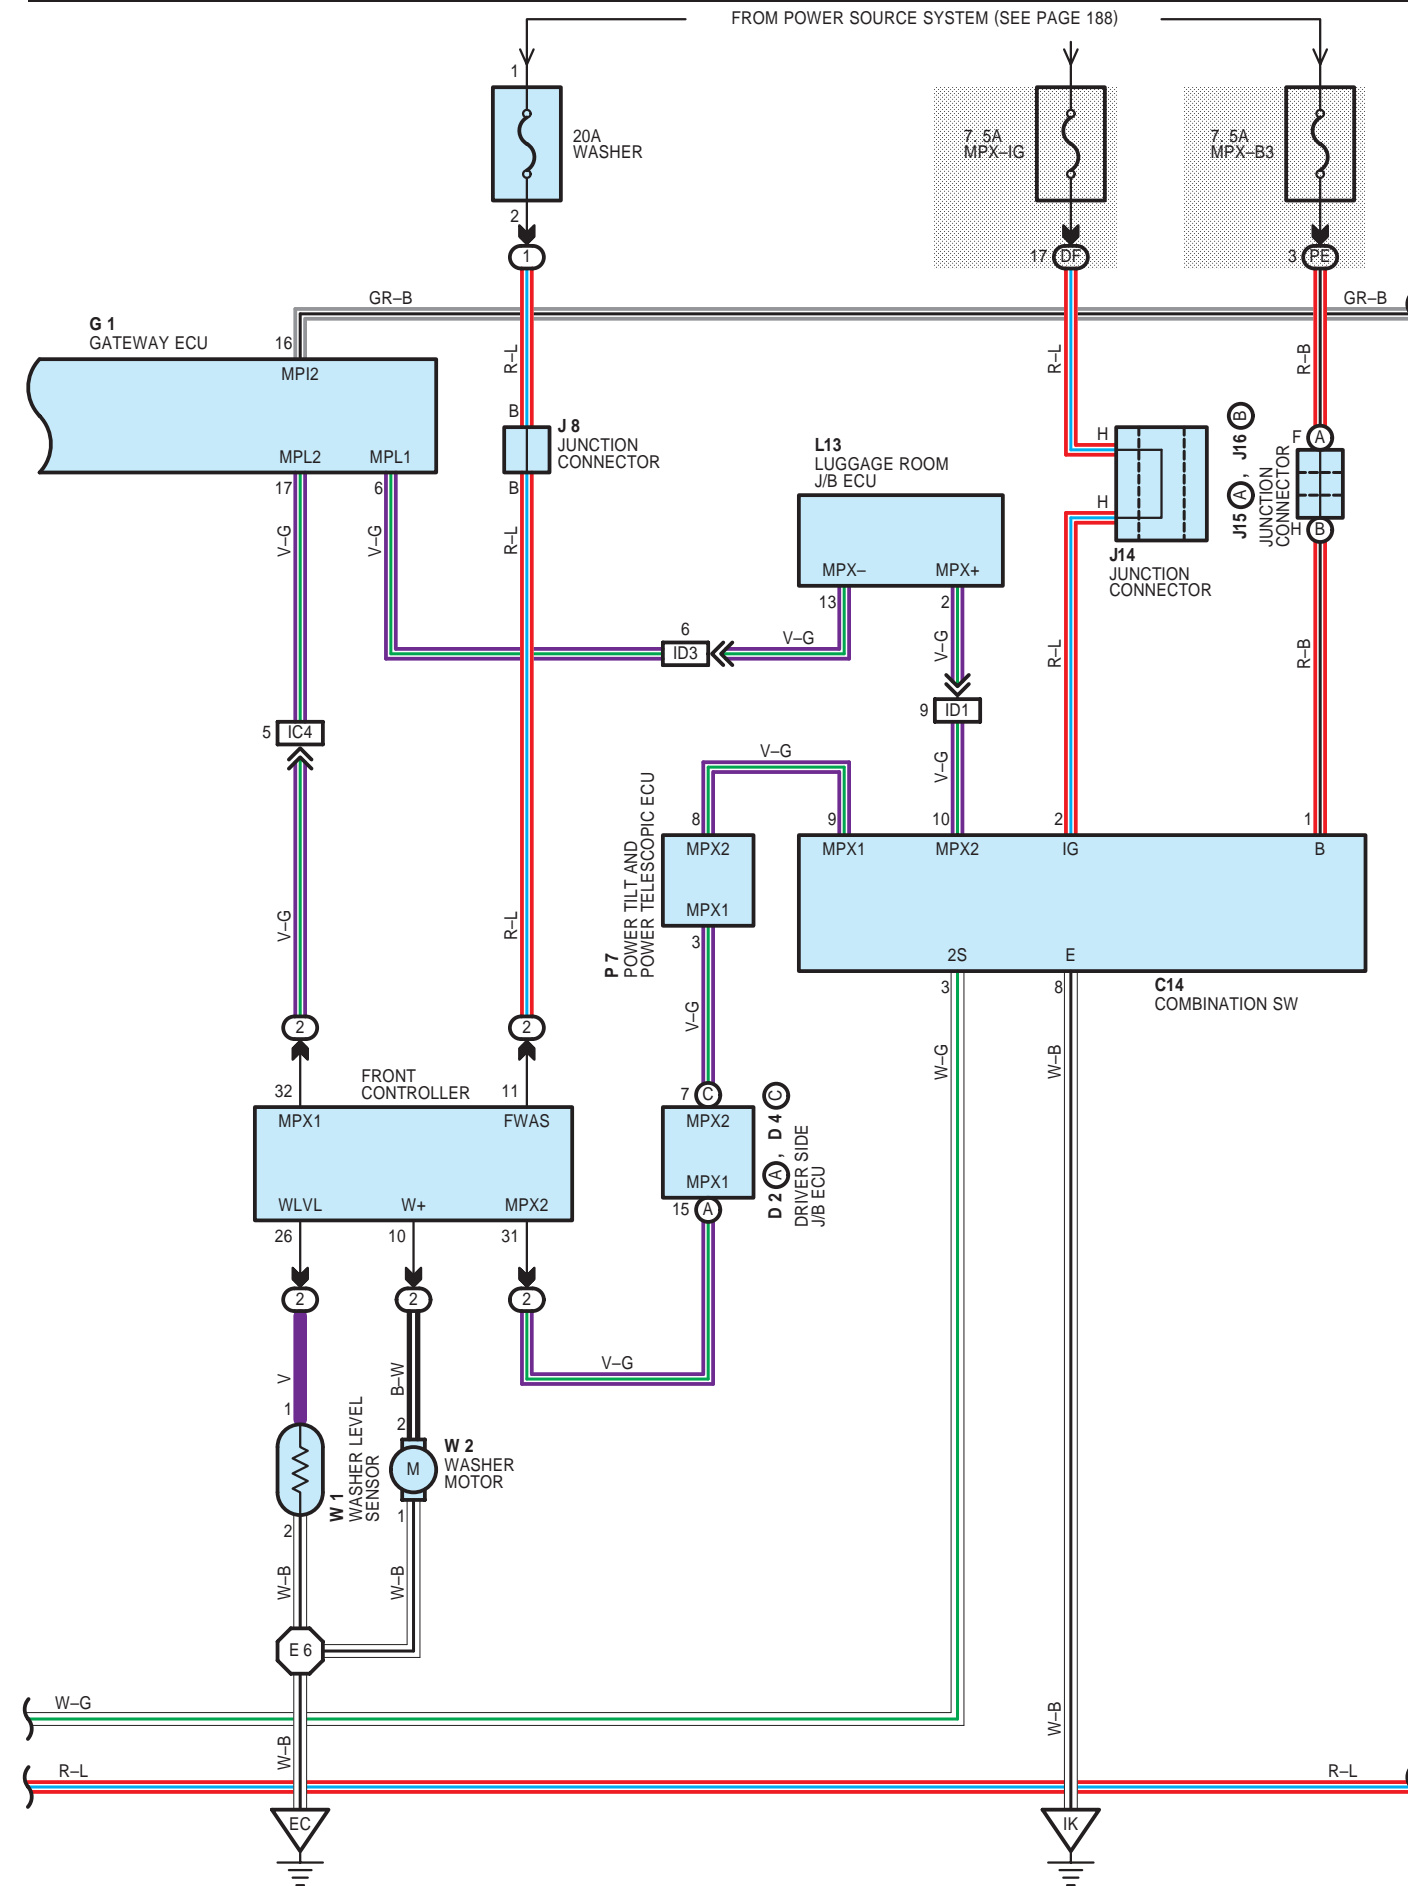 FROM POWER SOURCE SYSTEM (SEE PAGE 188)
1
20A
WASHER
7. 5A
MPX–IG
7. 5A
MPX–B3
2
1
17 DF
3 PE
GR–B
GR–B
G 1
GATEWAY ECU
16
MPI2
R–L
R–L
R–B
B
J 8
JUNCTION
CONNECTOR
B
MPL2
MPL1
17
6
V–G
V–G
R–L
L13
LUGGAGE ROOM
J/B ECU
MPX–
MPX+
13
2
H
H
J14
JUNCTION
CONNECTOR
J15 A , J16 B
JUNCTION
CONNECTOR
F A
H B
6
ID3
V–G
V–G
R–L
R–B
9 ID1
5 IC4
V–G
V–G
8
9
10
2
1
P 7
POWER TILT AND
POWER TELESCOPIC ECU
MPX2
MPX1
MPX1
MPX2
IG
B
2S
E
C14
COMBINATION SW
V–G
R–L
3
3
8
V–G
W–G
W–B
2
2
32
FRONT
CONTROLLER
11
7 C
MPX1
FWAS
MPX2
MPX1
D 2 A , D 4 C
DRIVER SIDE
J/B ECU
WLVL
W+
MPX2
15 A
26
10
31
2
2
2
V–G
V
B–W
1
2
W 1
WASHER LEVEL
SENSOR
M
W 2
WASHER
MOTOR
2
1
W–B
W–B
E 6
W–G
W–B
W–B
R–L
R–L
EC
IK